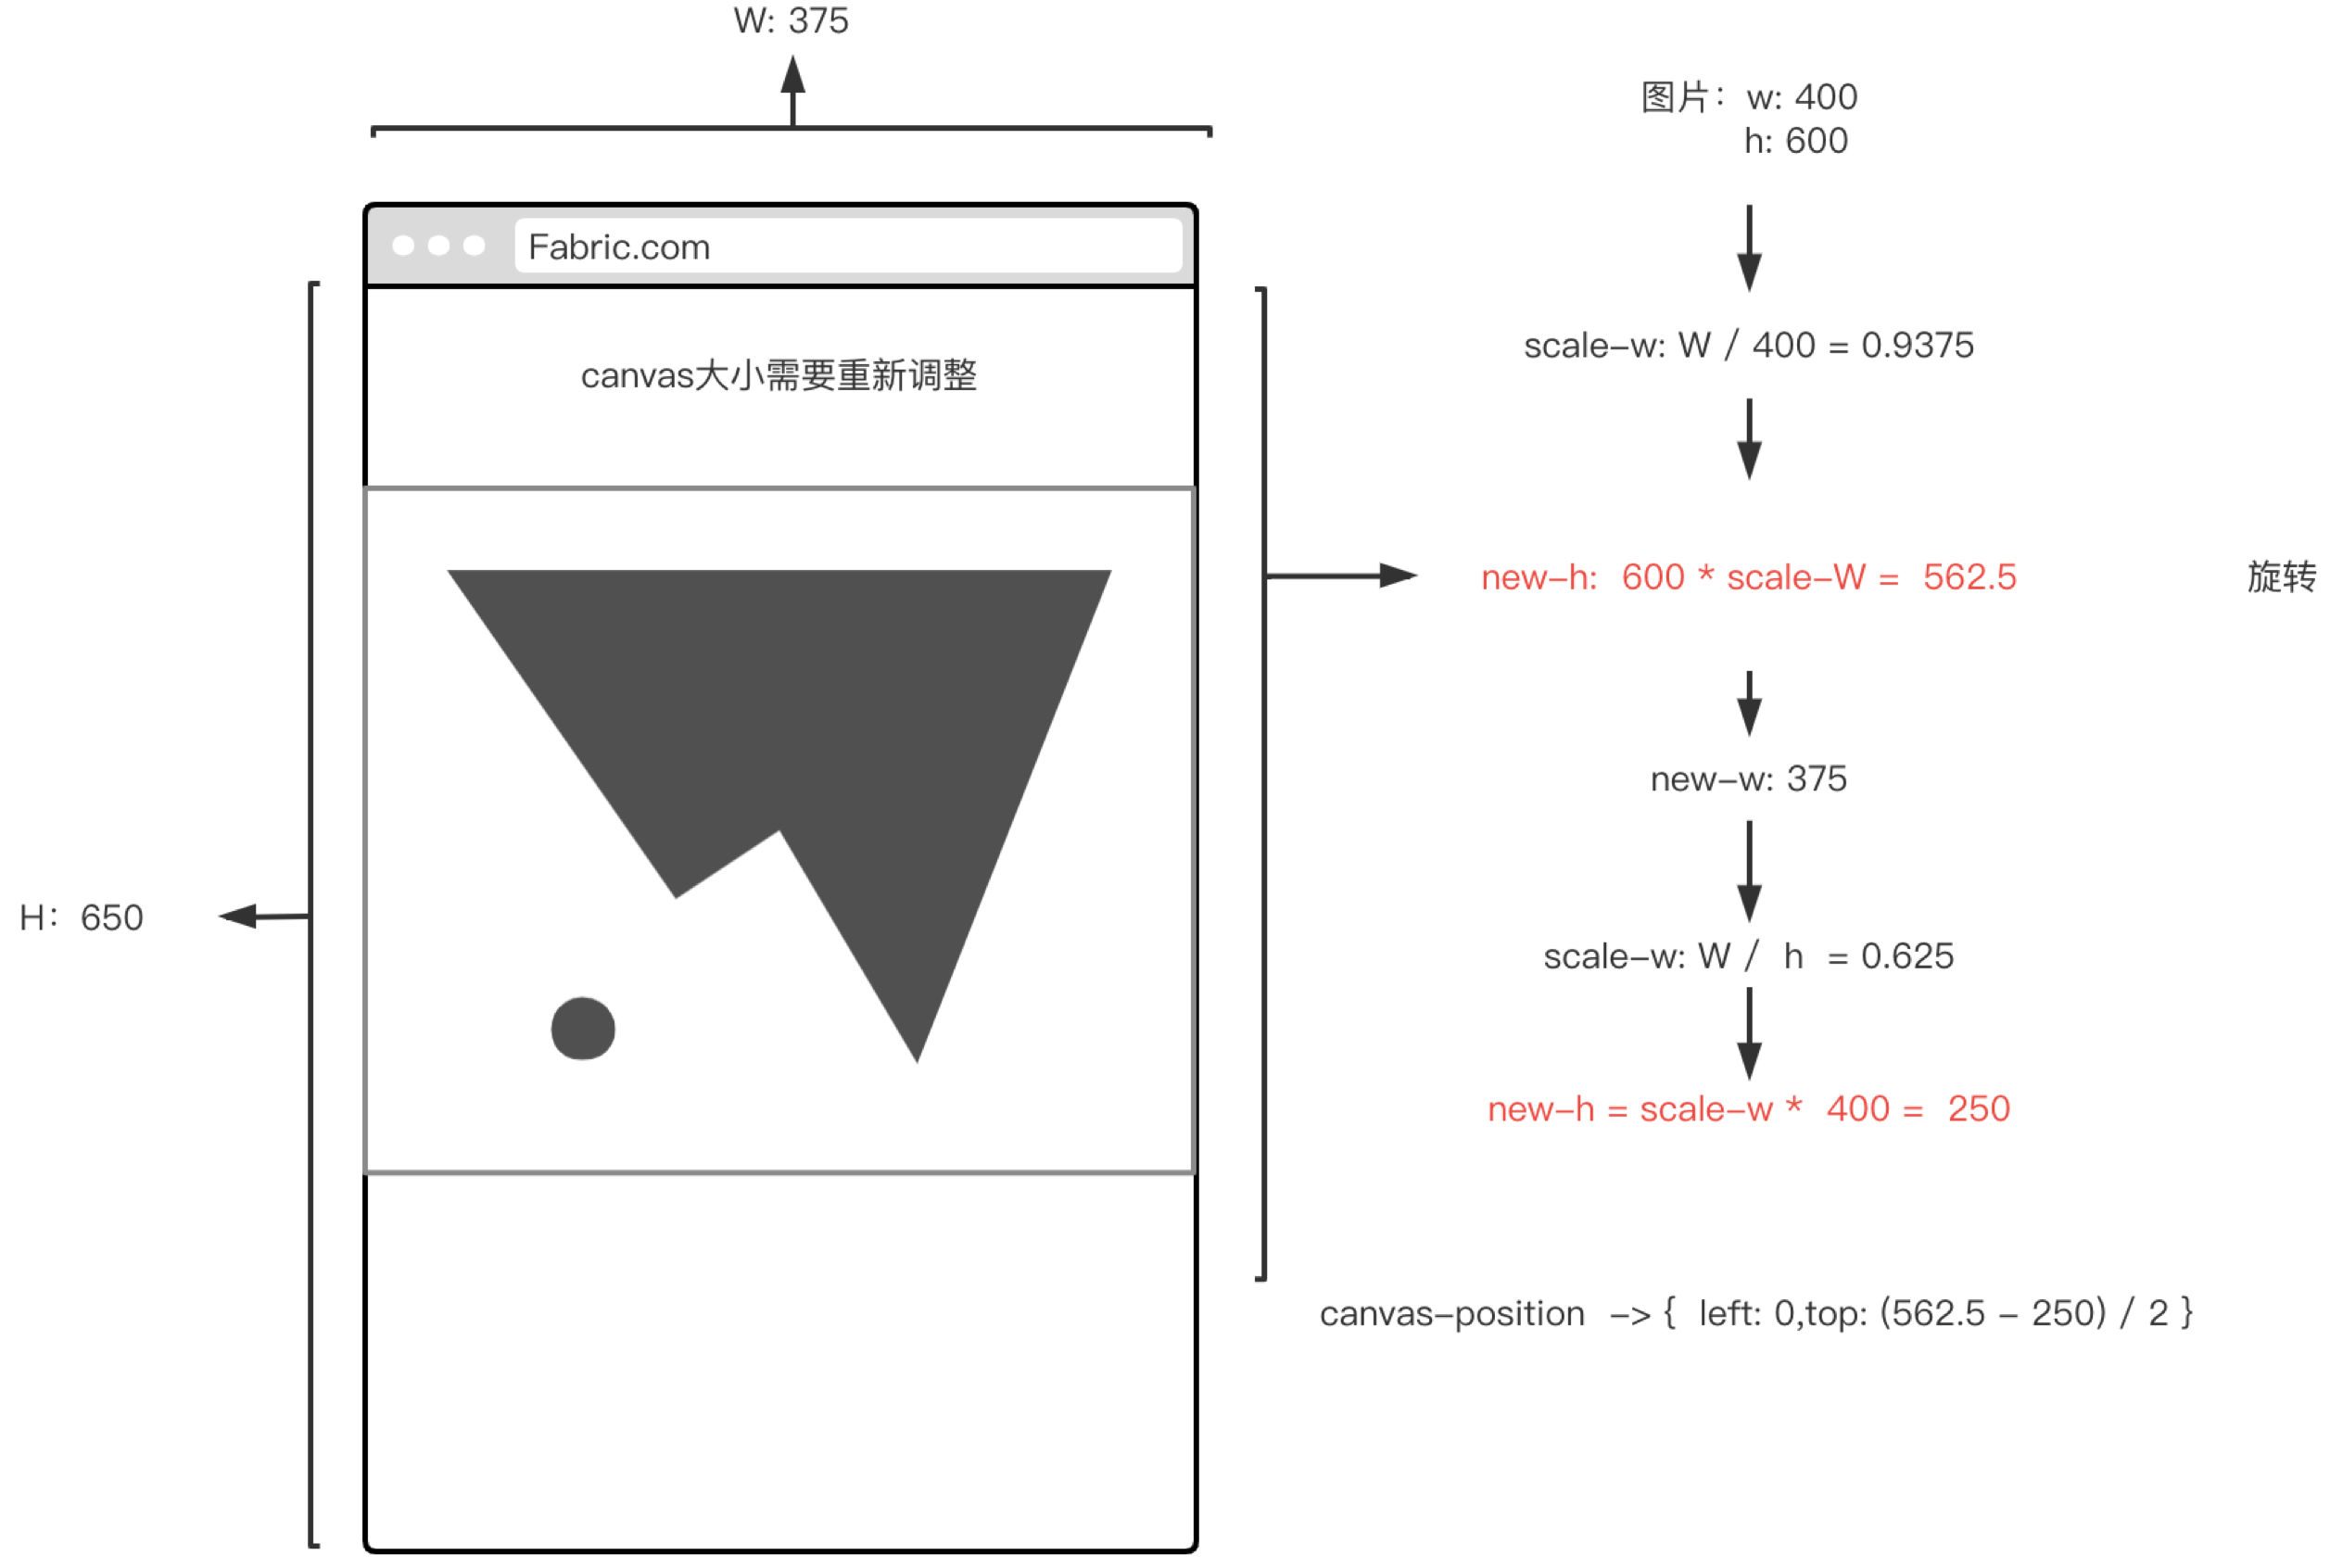 W: 375
图片：w: 400
h: 600
Fabric.com
scale-w: W / 400 = 0.9375
canvas大小需要重新调整
new-h: 600 * scale-W = 562.5
旋转
new-w: 375
H：650
scale-w: W / h = 0.625
new-h = scale-w * 400 = 250
canvas-position -> { left: 0,top: (562.5 - 250) / 2 }